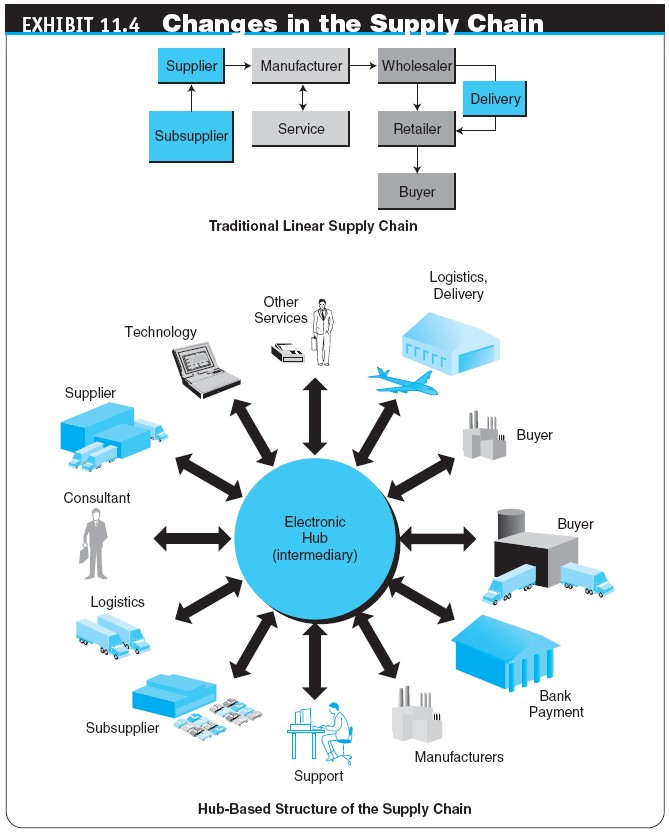 EXHIBIT 11.4 Changes in the Supply Chain
Supplier
Manufacturer
Wholesaler
Delivery
Subsupplier
Service
Retailer
Buyer
Traditional Linear Supply Chain
Logistics,
Delivery
Other
Services
Technology
Supplier
Buyer
Consultant
Electronic
Hub
(intermediary)
Buyer
Logistics
Bank
Payment
Subsupplier
Manufacturers
Support
Hub-Based Structure of the Supply Chain